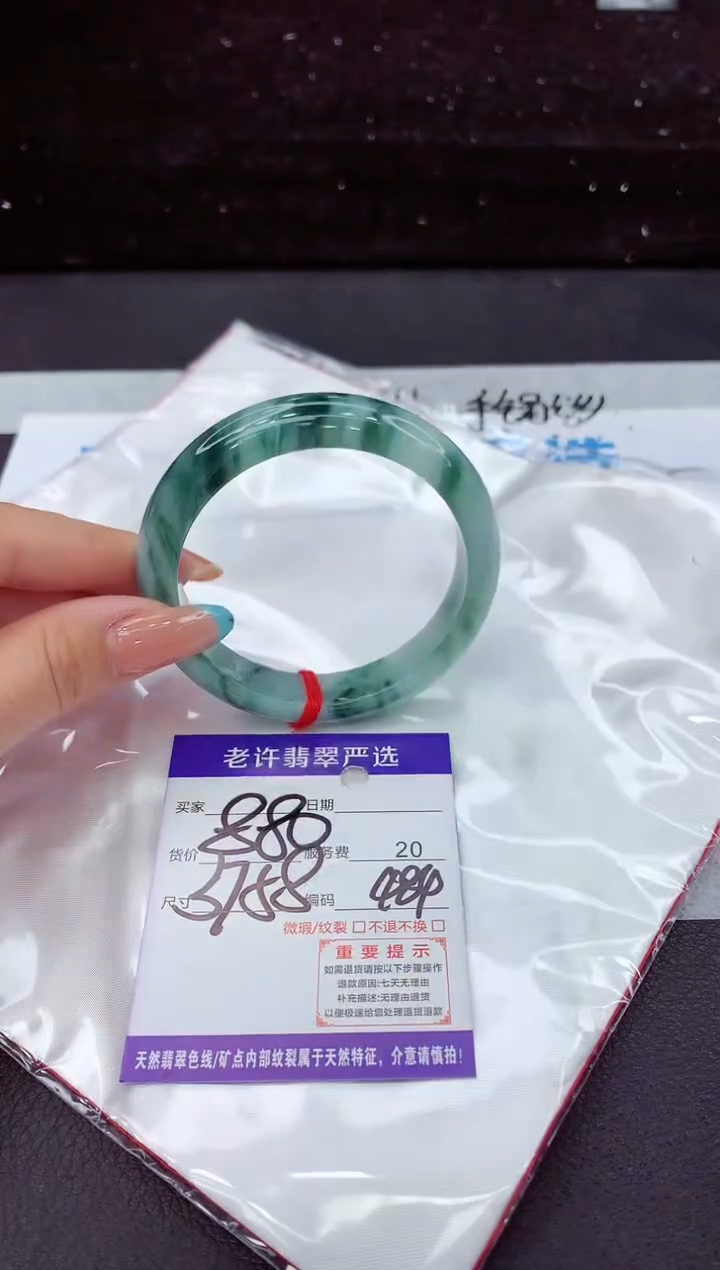 老许翡翠严选
买家 880 日期
货价 服务费 20
尺寸 5788 编码 484
微瑕/纹裂 □ 不退不换 □
重要提示
如需退货请按以下步骤操作
退款原因:七天无理由
补充描述:无理由退货
以便极速给您处理退货退款
天然翡翠色线/矿点内部纹裂属于天然特征，介意请慎拍!